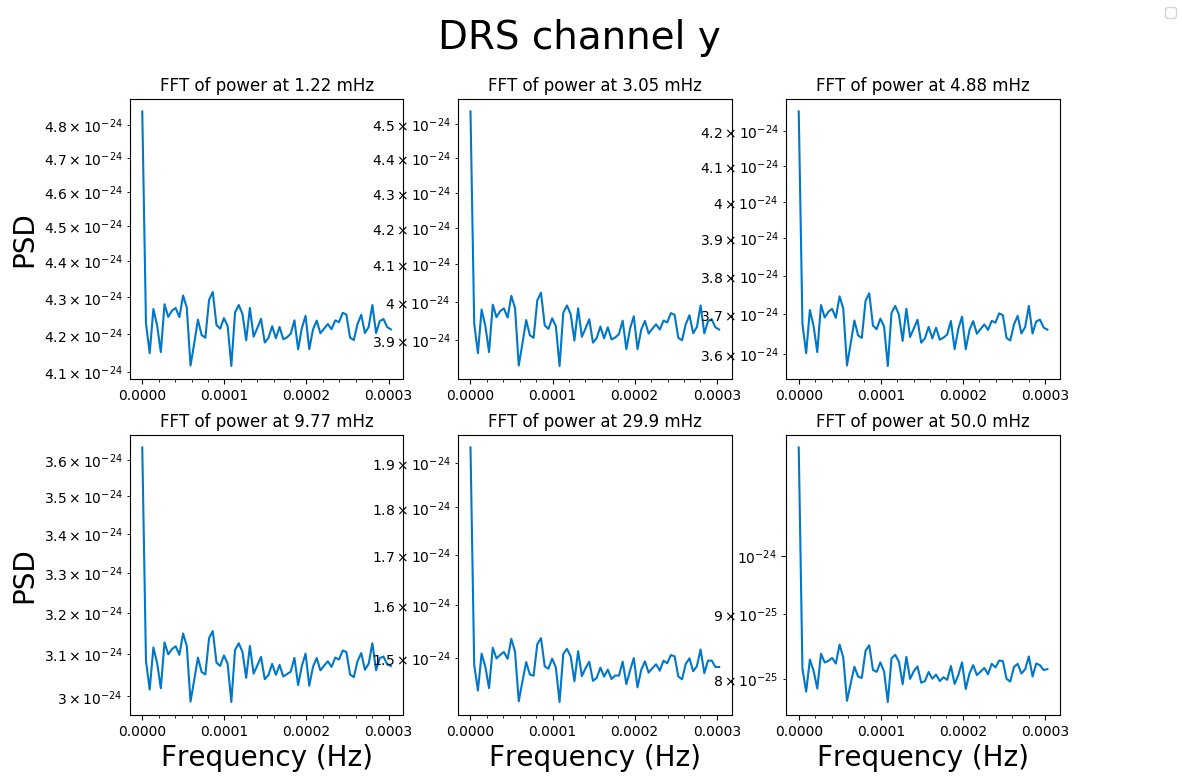 DRS channel y
FFT of power at 1.22 mHz
FFT of power at 3.05 mHz
FFT of power at 4.88 mHz
PSD
4.8 × 10⁻²⁴
4.7 × 10⁻²⁴
4.6 × 10⁻²⁴
4.5 × 10⁻²⁴
4.4 × 10⁻²⁴
4.3 × 10⁻²⁴
4.2 × 10⁻²⁴
4.1 × 10⁻²⁴
0.0000 0.0001 0.0002 0.0003
4.5 × 10⁻²⁴
4.4 × 10⁻²⁴
4.3 × 10⁻²⁴
4.2 × 10⁻²⁴
4.1 × 10⁻²⁴
4 × 10⁻²⁴
3.9 × 10⁻²⁴
0.0000 0.0001 0.0002 0.0003
4.2 × 10⁻²⁴
4.1 × 10⁻²⁴
4 × 10⁻²⁴
3.9 × 10⁻²⁴
3.8 × 10⁻²⁴
3.7 × 10⁻²⁴
3.6 × 10⁻²⁴
0.0000 0.0001 0.0002 0.0003
FFT of power at 9.77 mHz
FFT of power at 29.9 mHz
FFT of power at 50.0 mHz
PSD
3.6 × 10⁻²⁴
3.5 × 10⁻²⁴
3.4 × 10⁻²⁴
3.3 × 10⁻²⁴
3.2 × 10⁻²⁴
3.1 × 10⁻²⁴
3 × 10⁻²⁴
0.0000 0.0001 0.0002 0.0003
Frequency (Hz)
1.9 × 10⁻²⁴
1.8 × 10⁻²⁴
1.7 × 10⁻²⁴
1.6 × 10⁻²⁴
1.5 × 10⁻²⁴
0.0000 0.0001 0.0002 0.0003
Frequency (Hz)
10⁻²⁴
9 × 10⁻²⁵
8 × 10⁻²⁵
0.0000 0.0001 0.0002 0.0003
Frequency (Hz)